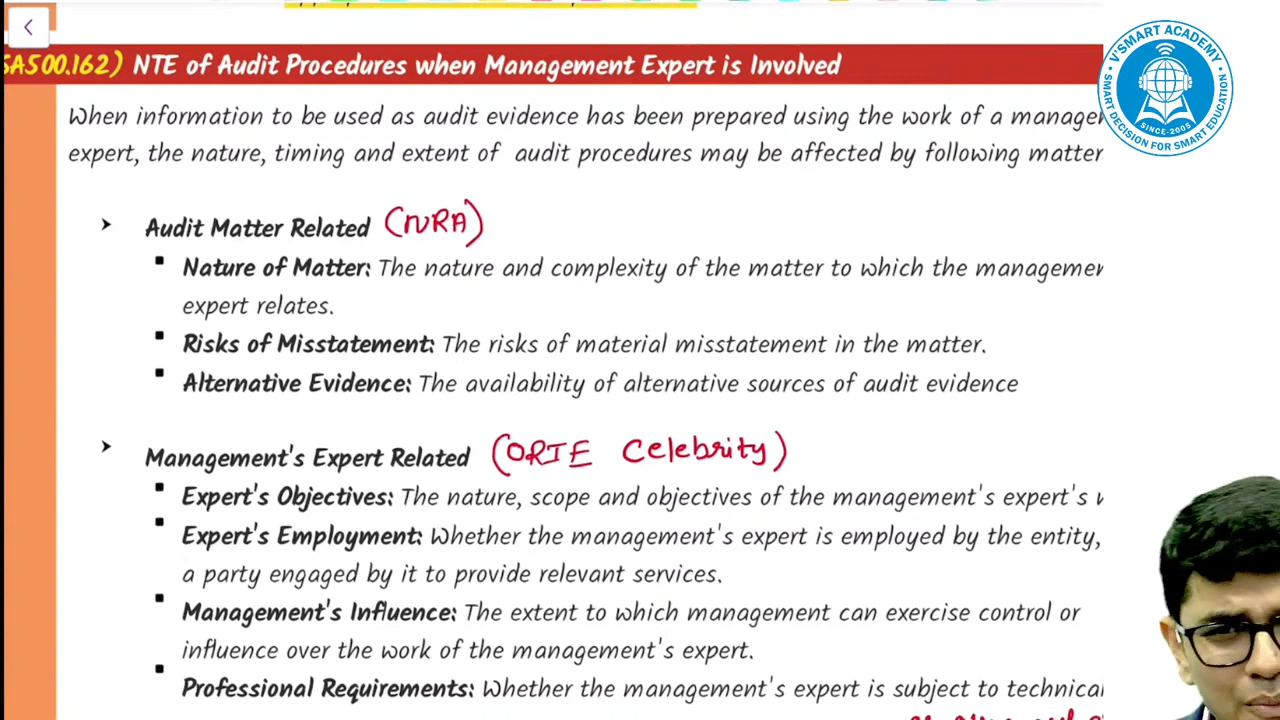 SA500.162) NTE of Audit Procedures when Management Expert is Involved
V'SMART ACADEMY
SINCE-2005
SMART DECISION FOR SMART EDUCATION
When information to be used as audit evidence has been prepared using the work of a
expert, the nature, timing and extent of audit procedures may be affected by following matter
➤ Audit Matter Related (NRA)
▪ Nature of Matter: The nature and complexity of the matter to which the
expert relates.
▪ Risks of Misstatement: The risks of material misstatement in the matter.
▪ Alternative Evidence: The availability of alternative sources of audit evidence
➤ Management's Expert Related (ORIE Celebrity)
▪ Expert's Objectives: The nature, scope and objectives of the management's expert's
▪ Expert's Employment: Whether the management's expert is employed by the entity,
a party engaged by it to provide relevant services.
▪ Management's Influence: The extent to which management can exercise control or
influence over the work of the management's expert.
▪ Professional Requirements: Whether the management's expert is subject to technical